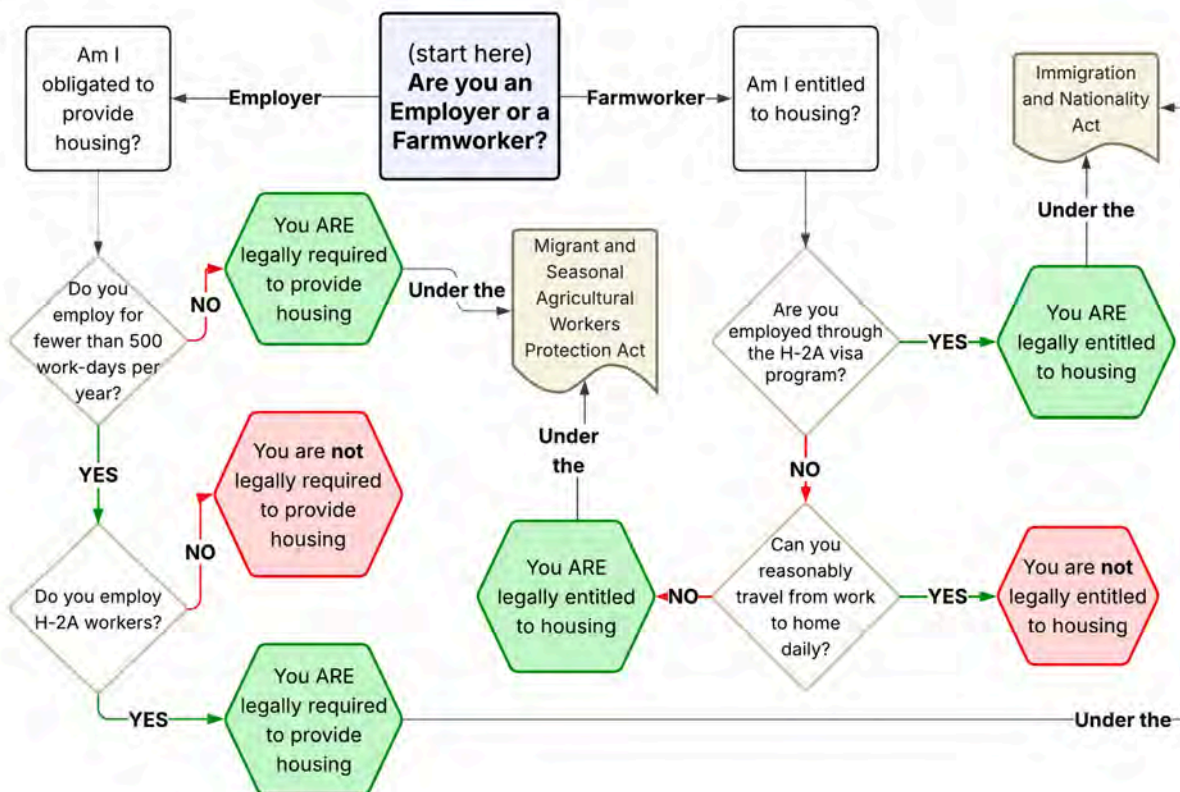 (start here)
Are you an
Employer or a
Farmworker?
Employer
Am I
obligated to
provide
housing?
Do you
employ for
fewer than 500
work-days per
year?
NO
You ARE
legally required
to provide
housing
Under the
Migrant and
Seasonal
Agricultural
Workers
Protection Act
YES
Do you employ
H-2A workers?
NO
You are not
legally required
to provide
housing
YES
You ARE
legally required
to provide
housing
Under the
Farmworker
Am I entitled
to housing?
Are you
employed through
the H-2A visa
program?
YES
You ARE
legally entitled
to housing
Under the
Immigration
and Nationality
Act
NO
Can you
reasonably
travel from work
to home
daily?
NO
You ARE
legally entitled
to housing
Under
the
YES
You are not
legally entitled
to housing